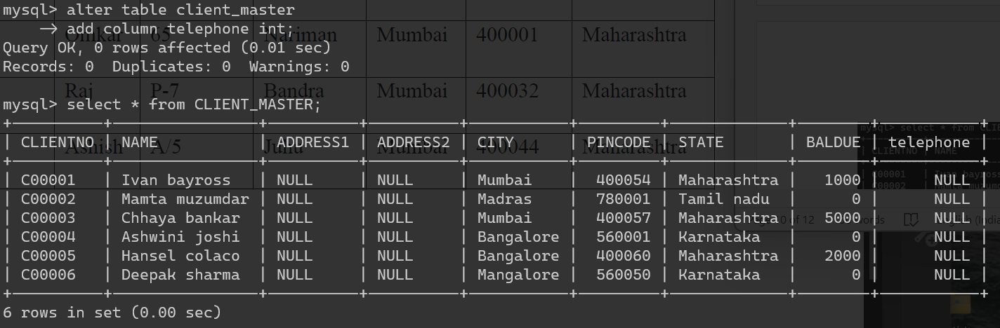 mysql> alter table client_master
    -> add column telephone int;
Query OK, 0 rows affected (0.01 sec)
Records: 0  Duplicates: 0  Warnings: 0
Omkar 65 Nariman Mumbai 400001 Maharashtra
Raj P-7 Bandra Mumbai 400032 Maharashtra
Ashish A/5 Juhu Mumbai 400044 Maharashtra
mysql> select * from CLIENT_MASTER;
+----------+----------------+----------+----------+-----------+---------+-------------+--------+-----------+
| CLIENTNO | NAME           | ADDRESS1 | ADDRESS2 | CITY      | PINCODE | STATE       | BALDUE | telephone |
+----------+----------------+----------+----------+-----------+---------+-------------+--------+-----------+
| C00001   | Ivan bayross   | NULL     | NULL     | Mumbai    |  400054 | Maharashtra |   1000 |      NULL |
| C00002   | Mamta muzumdar | NULL     | NULL     | Madras    |  780001 | Tamil nadu  |      0 |      NULL |
| C00003   | Chhaya bankar  | NULL     | NULL     | Mumbai    |  400057 | Maharashtra |   5000 |      NULL |
| C00004   | Ashwini joshi  | NULL     | NULL     | Bangalore |  560001 | Karnataka   |      0 |      NULL |
| C00005   | Hansel colaco  | NULL     | NULL     | Bangalore |  400060 | Maharashtra |   2000 |      NULL |
| C00006   | Deepak sharma  | NULL     | NULL     | Mangalore |  560050 | Karnataka   |      0 |      NULL |
+----------+----------------+----------+----------+-----------+---------+-------------+--------+-----------+
6 rows in set (0.00 sec)